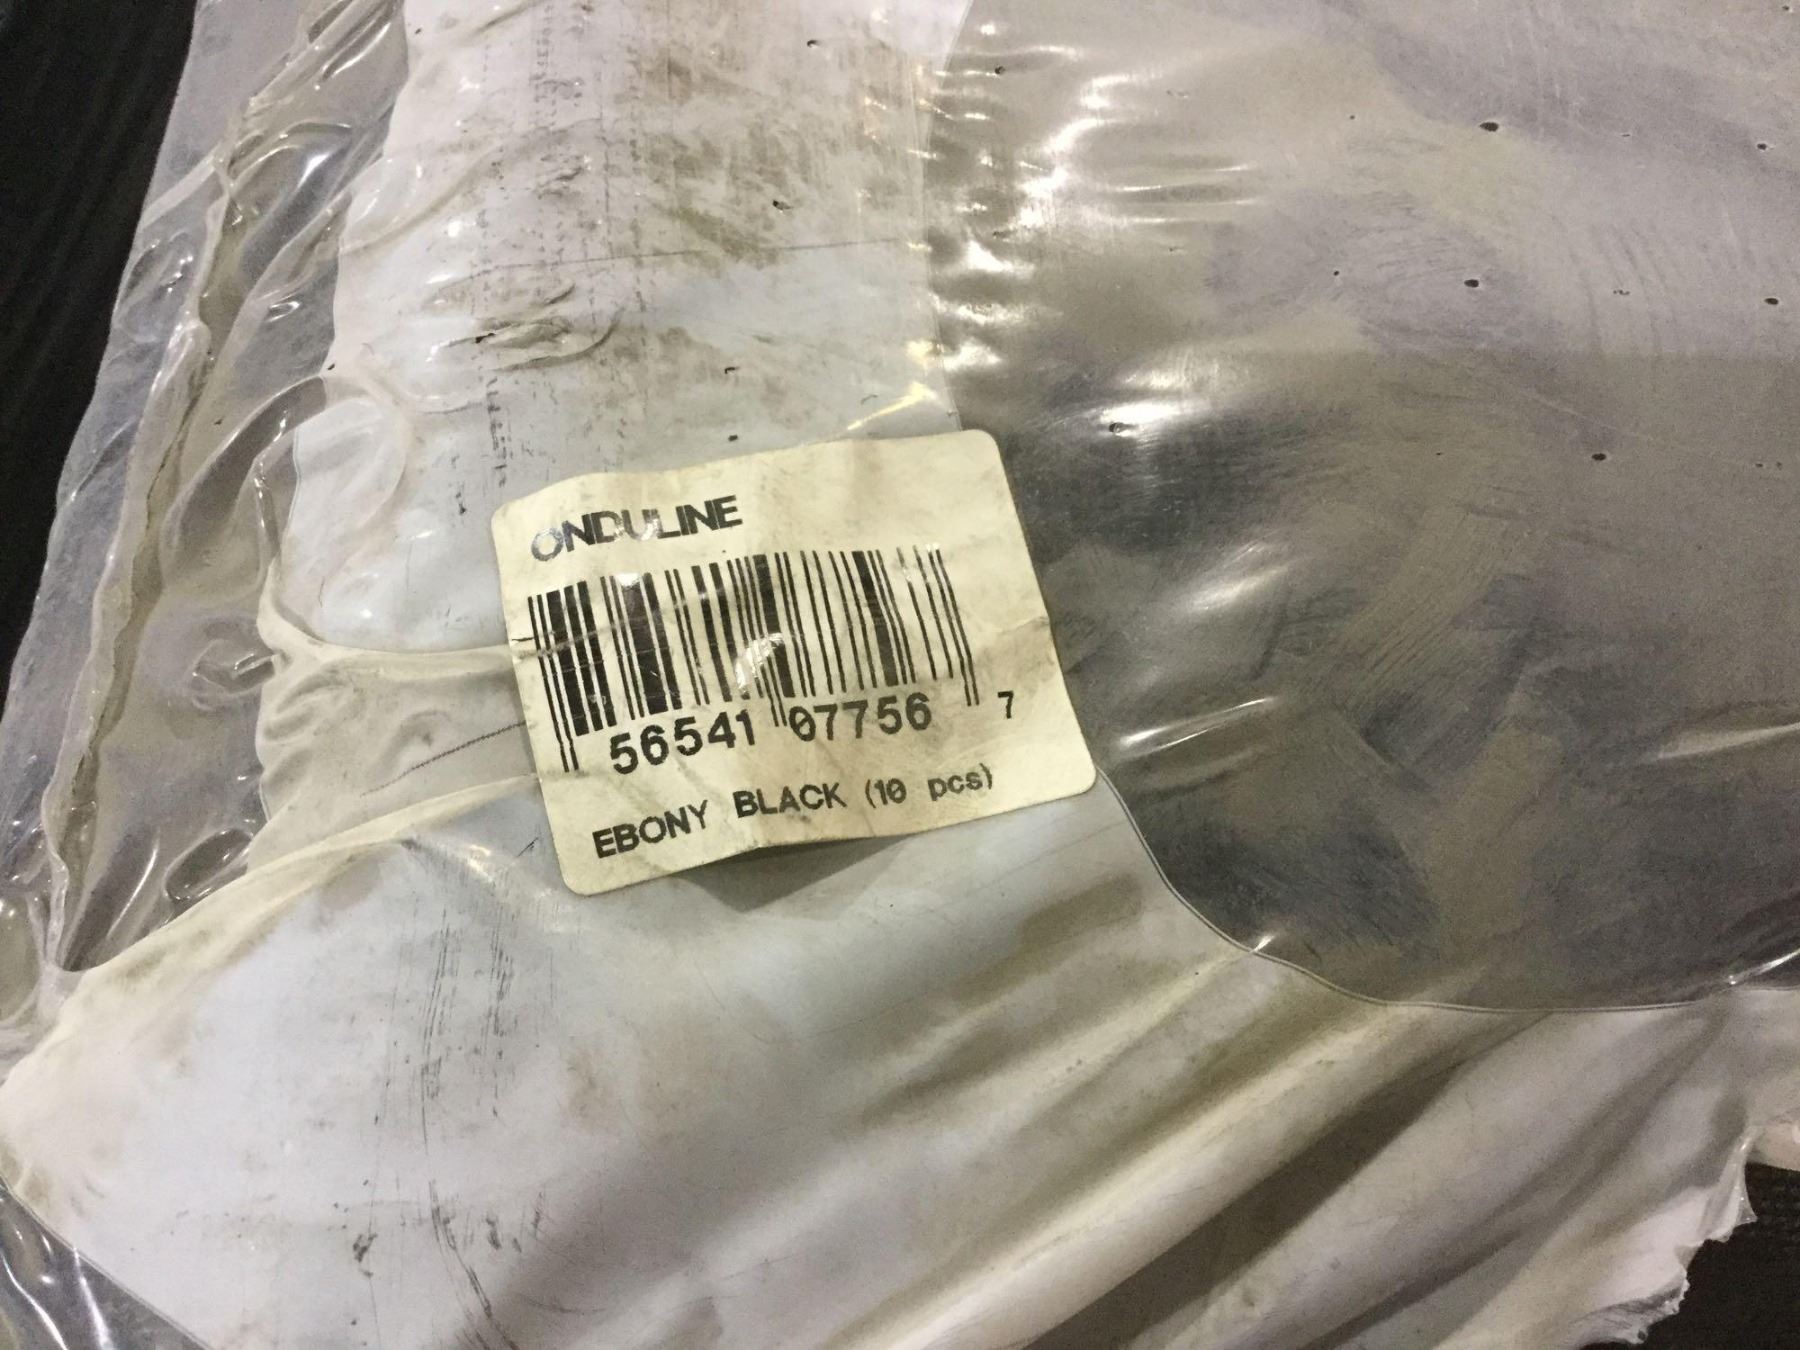 ONDULINE
56541 07756 7
EBONY BLACK (10 pcs)